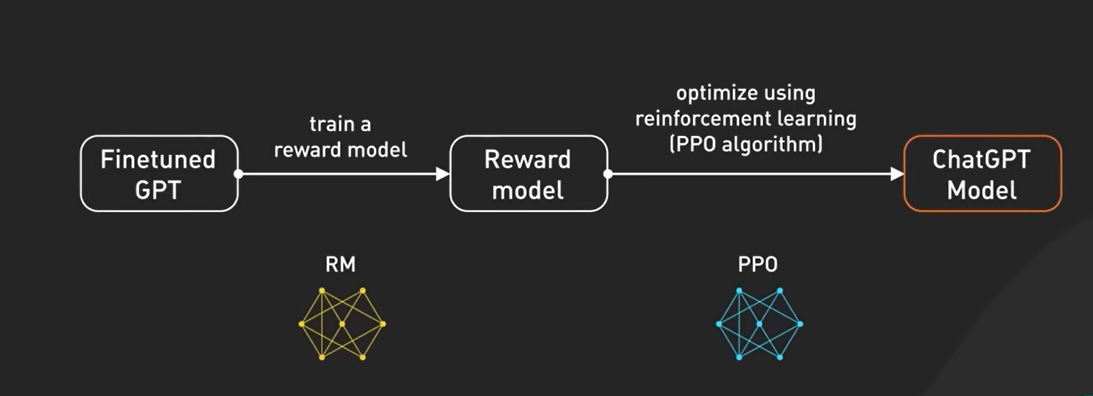 Finetuned
GPT
train a
reward model
Reward
model
optimize using
reinforcement learning
(PPO algorithm)
ChatGPT
Model
RM
PPO